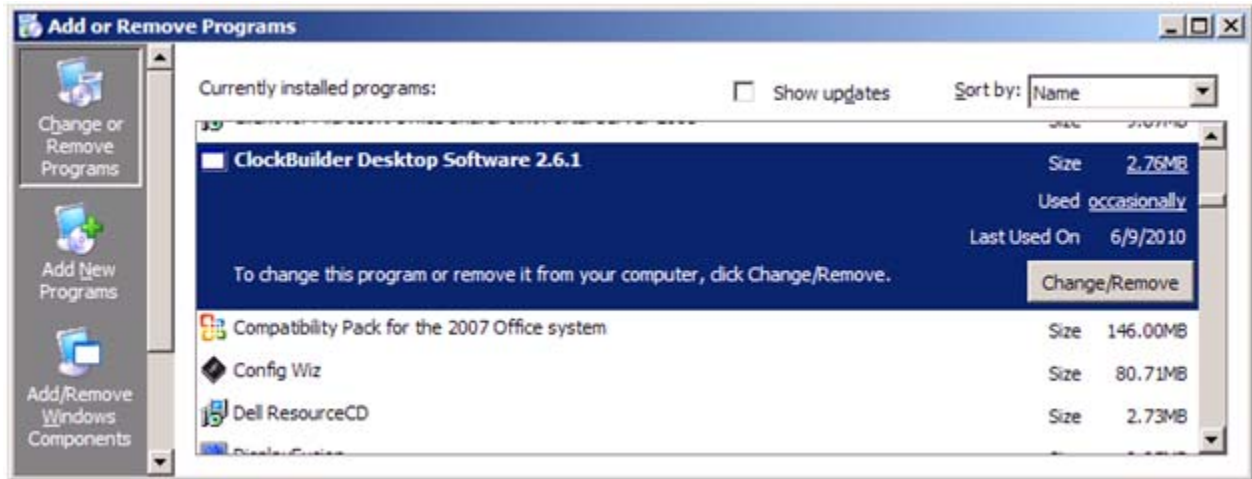 Add or Remove Programs
Change or Remove Programs
Add New Programs
Add/Remove Windows Components
Currently installed programs:
Show updates
Sort by: Name
ClockBuilder Desktop Software 2.6.1 Size 2.76MB
Used occasionally
Last Used On 6/9/2010
To change this program or remove it from your computer, click Change/Remove.
Change/Remove
Compatibility Pack for the 2007 Office system Size 146.00MB
Config Wiz Size 80.71MB
Dell ResourceCD Size 2.73MB